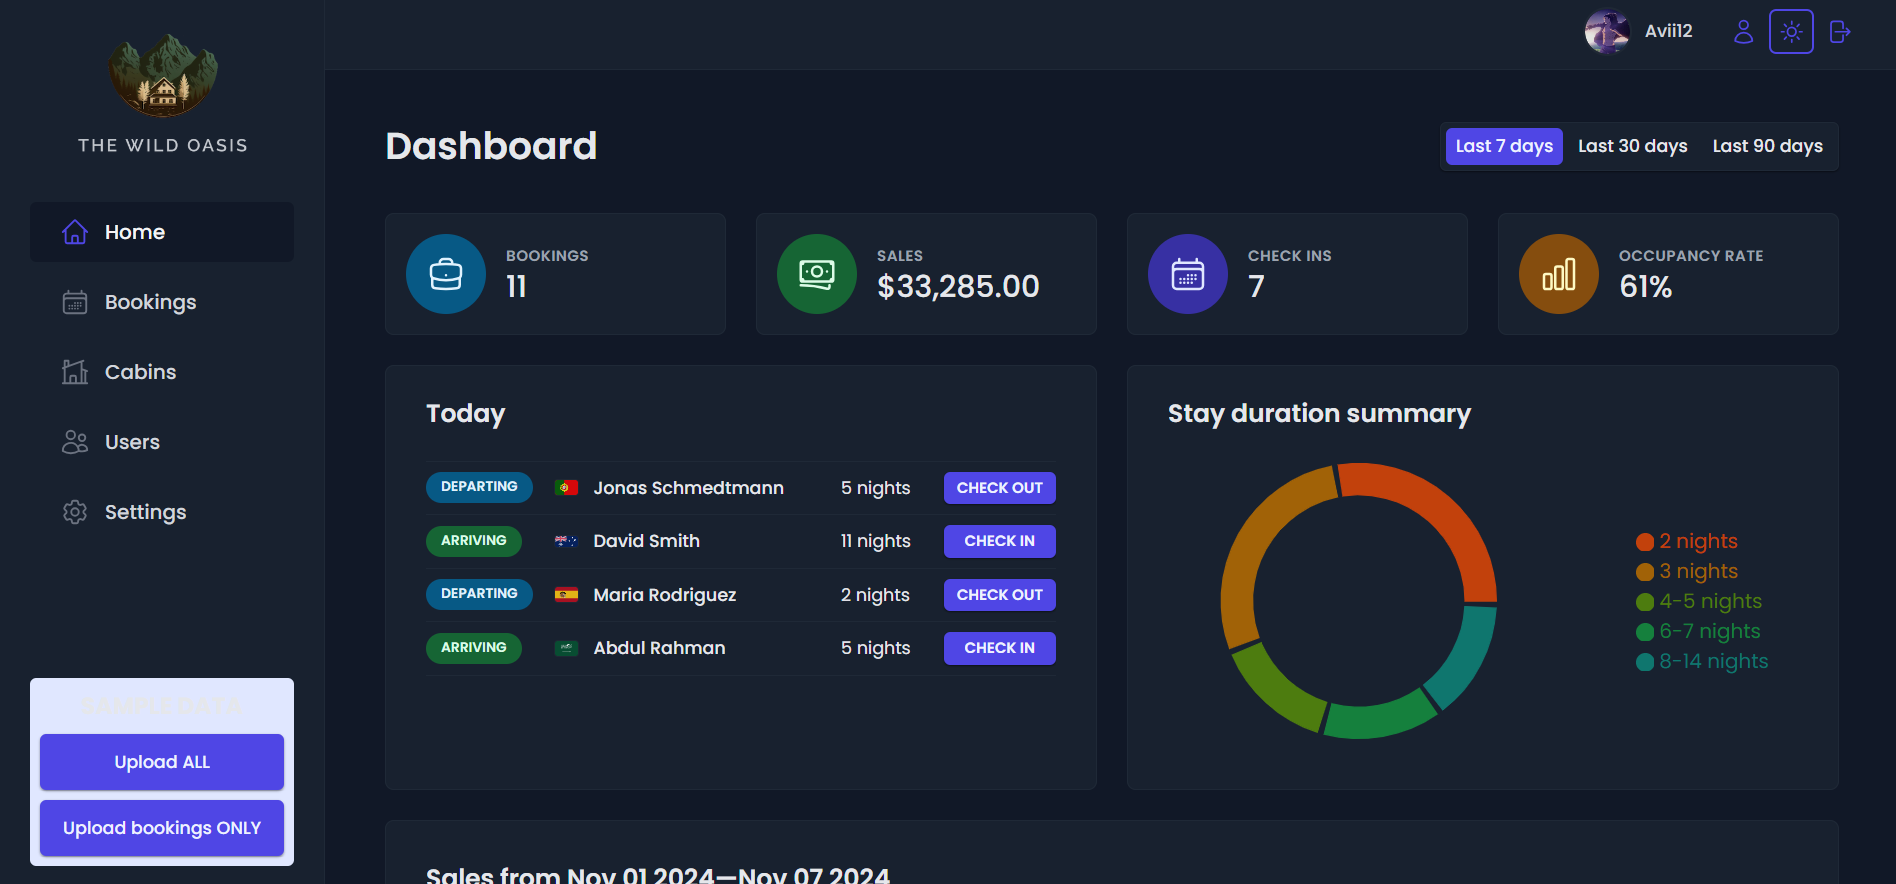 THE WILD OASIS
Home
Bookings
Cabins
Users
Settings
SAMPLE DATA
Upload ALL
Upload bookings ONLY
Avii12
Dashboard
Last 7 days Last 30 days Last 90 days
BOOKINGS
11
SALES
$33,285.00
CHECK INS
7
OCCUPANCY RATE
61%
Today
DEPARTING Jonas Schmedtmann 5 nights CHECK OUT
ARRIVING David Smith 11 nights CHECK IN
DEPARTING Maria Rodriguez 2 nights CHECK OUT
ARRIVING Abdul Rahman 5 nights CHECK IN
Stay duration summary
2 nights
3 nights
4-5 nights
6-7 nights
8-14 nights
Sales from Nov 01 2024—Nov 07 2024